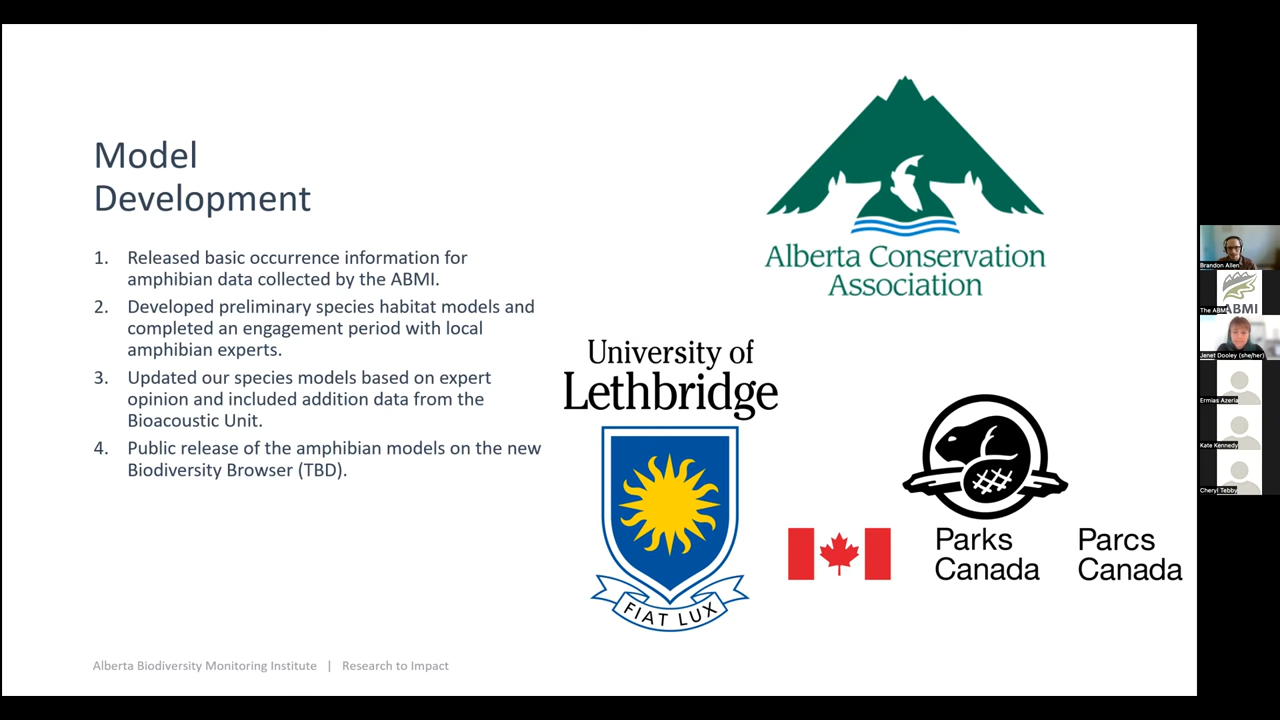 Model
Development
1. Released basic occurrence information for
amphibian data collected by the ABMI.
2. Developed preliminary species habitat models and
completed an engagement period with local
amphibian experts.
3. Updated our species models based on expert
opinion and included addition data from the
Bioacoustic Unit.
4. Public release of the amphibian models on the new
Biodiversity Browser (TBD).
Alberta Conservation
Association
University of
Lethbridge
FIAT LUX
Parks
Canada
Parcs
Canada
Alberta Biodiversity Monitoring Institute | Research to Impact
Brandon Allen
ABMI
The ABMI
Jenet Dooley (she/her)
Ermias Azeria
Kate Kennedy
Cheryl Tebby